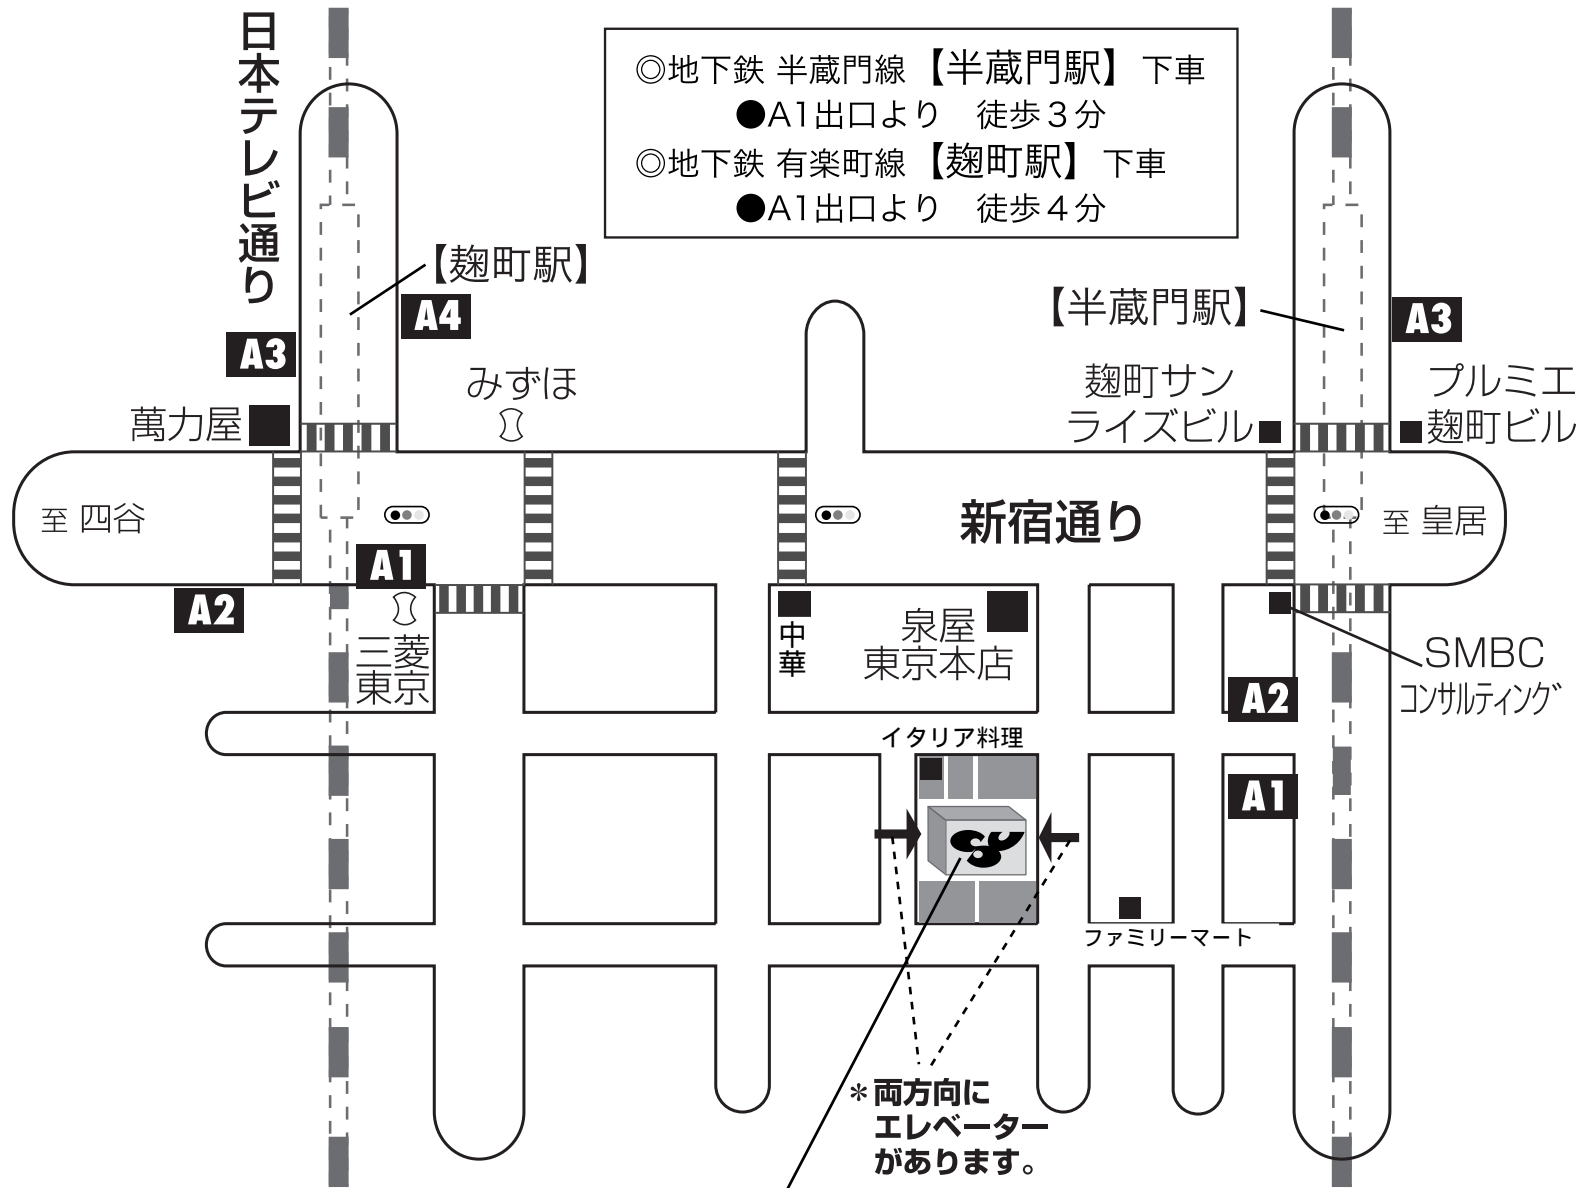 日本テレビ通り
◎地下鉄 半蔵門線【半蔵門駅】下車
●A1出口より 徒歩3分
◎地下鉄 有楽町線【麹町駅】下車
●A1出口より 徒歩4分
【麹町駅】
A4
A3
【半蔵門駅】
A3
みずほ
萬力屋
麹町サン
ライズビル
プルミエ
麹町ビル
至 四谷
新宿通り
至 皇居
A1
A2
三菱
東京
中華
泉屋
東京本店
SMBC
コンサルティング
A2
イタリア料理
A1
ファミリーマート
＊両方向に
エレベーター
があります。